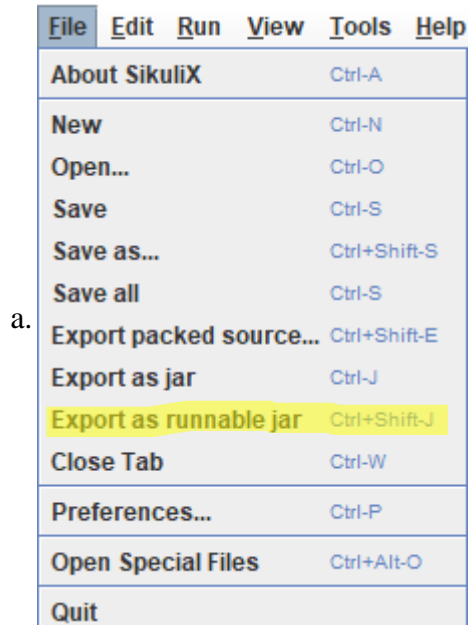 File Edit Run View Tools Help
About SikuliX Ctrl-A
New Ctrl-N
Open... Ctrl-O
Save Ctrl-S
Save as... Ctrl+Shift-S
Save all Ctrl-S
a.
Export packed source... Ctrl+Shift-E
Export as jar Ctrl-J
Export as runnable jar Ctrl+Shift-J
Close Tab Ctrl-W
Preferences... Ctrl-P
Open Special Files Ctrl+Alt-O
Quit